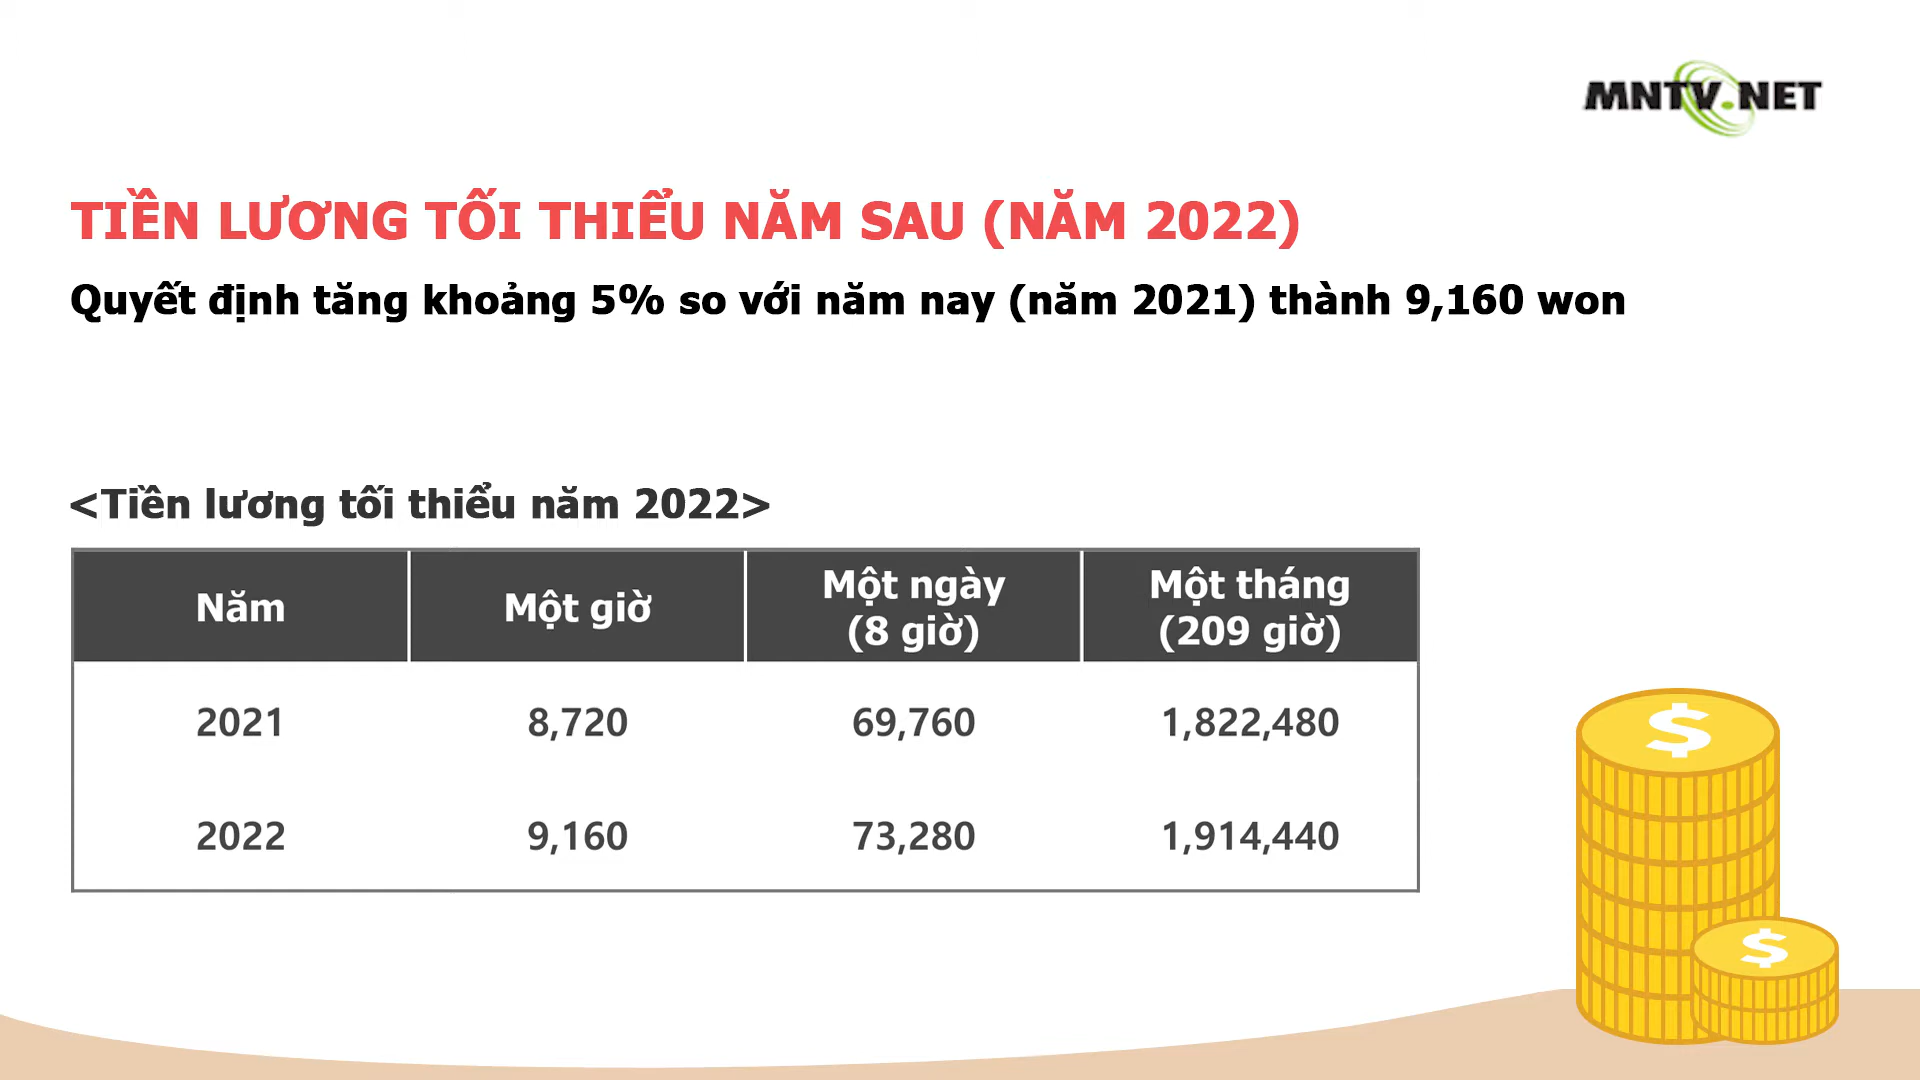 MNTV.NET
TIỀN LƯƠNG TỐI THIỂU NĂM SAU (NĂM 2022)
Quyết định tăng khoảng 5% so với năm nay (năm 2021) thành 9,160 won
<Tiền lương tối thiểu năm 2022>
Năm Một giờ Một ngày (8 giờ) Một tháng (209 giờ)
2021 8,720 69,760 1,822,480
2022 9,160 73,280 1,914,440
$
$